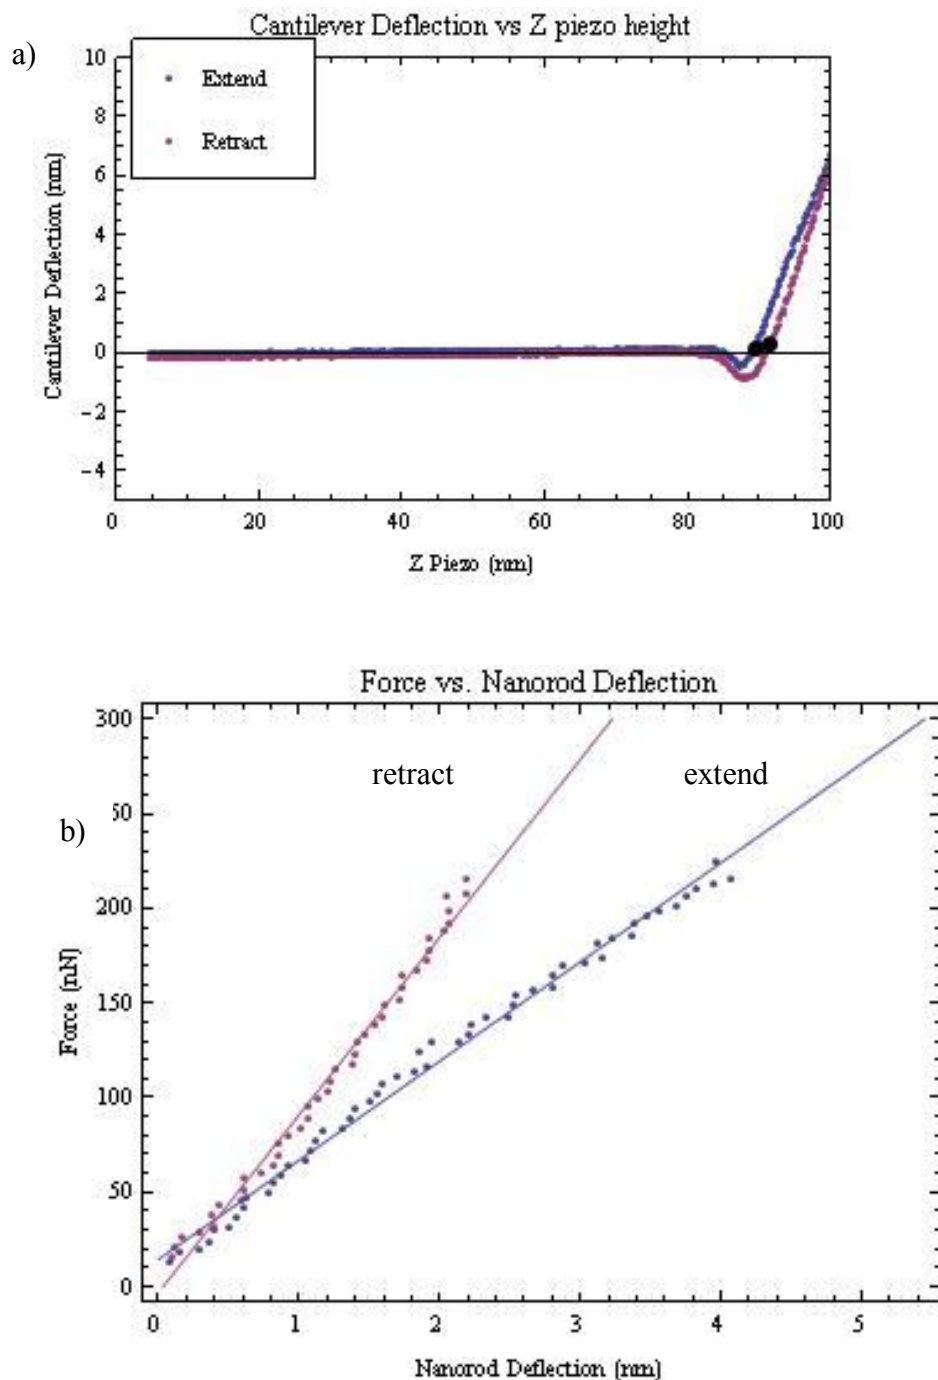 Cantilever Deflection vs Z piezo height
a)
10
Extend
8
Retract
6
4
2
0
-2
-4
Cantilever Deflection (nm)
0 20 40 60 80 100
Z Piezo (nm)
Force vs. Nanorod Deflection
300
retract extend
50
b)
200
150
100
50
0
Force (nN)
0 1 2 3 4 5
Nanorod Deflection (nm)